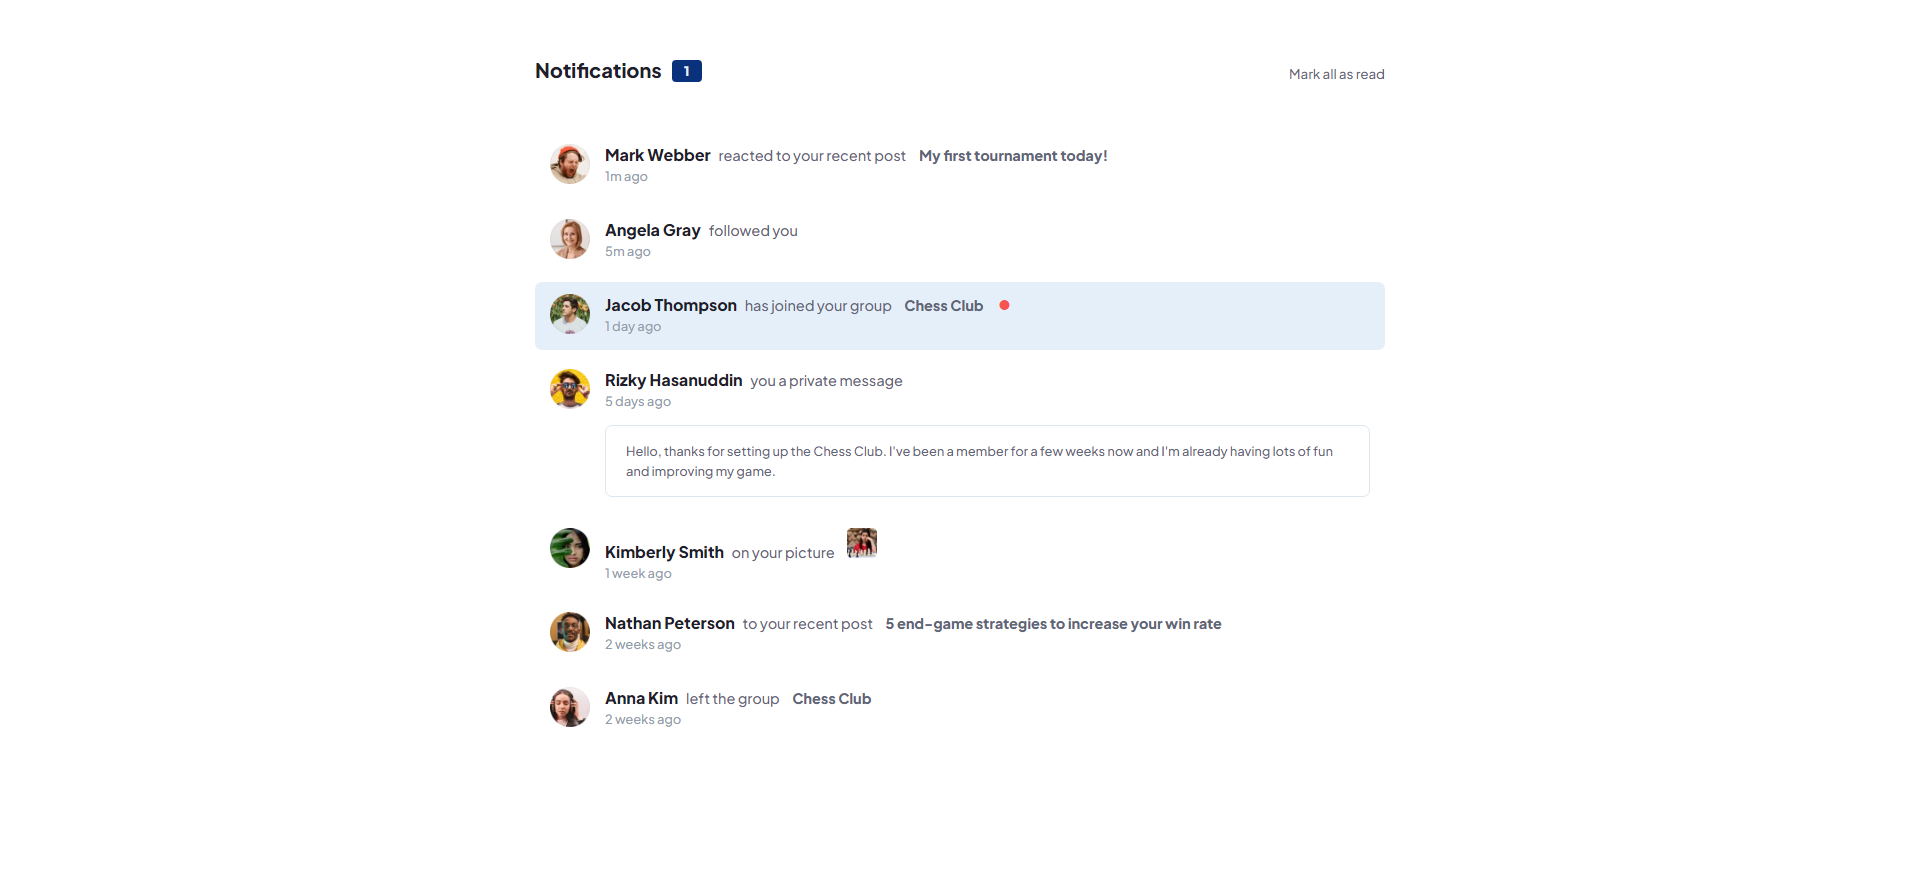 Notifications 1
Mark all as read
Mark Webber reacted to your recent post My first tournament today!
1m ago
Angela Gray followed you
5m ago
Jacob Thompson has joined your group Chess Club
1 day ago
Rizky Hasanuddin you a private message
5 days ago
Hello, thanks for setting up the Chess Club. I've been a member for a few weeks now and I'm already having lots of fun
and improving my game.
Kimberly Smith on your picture
1 week ago
Nathan Peterson to your recent post 5 end-game strategies to increase your win rate
2 weeks ago
Anna Kim left the group Chess Club
2 weeks ago